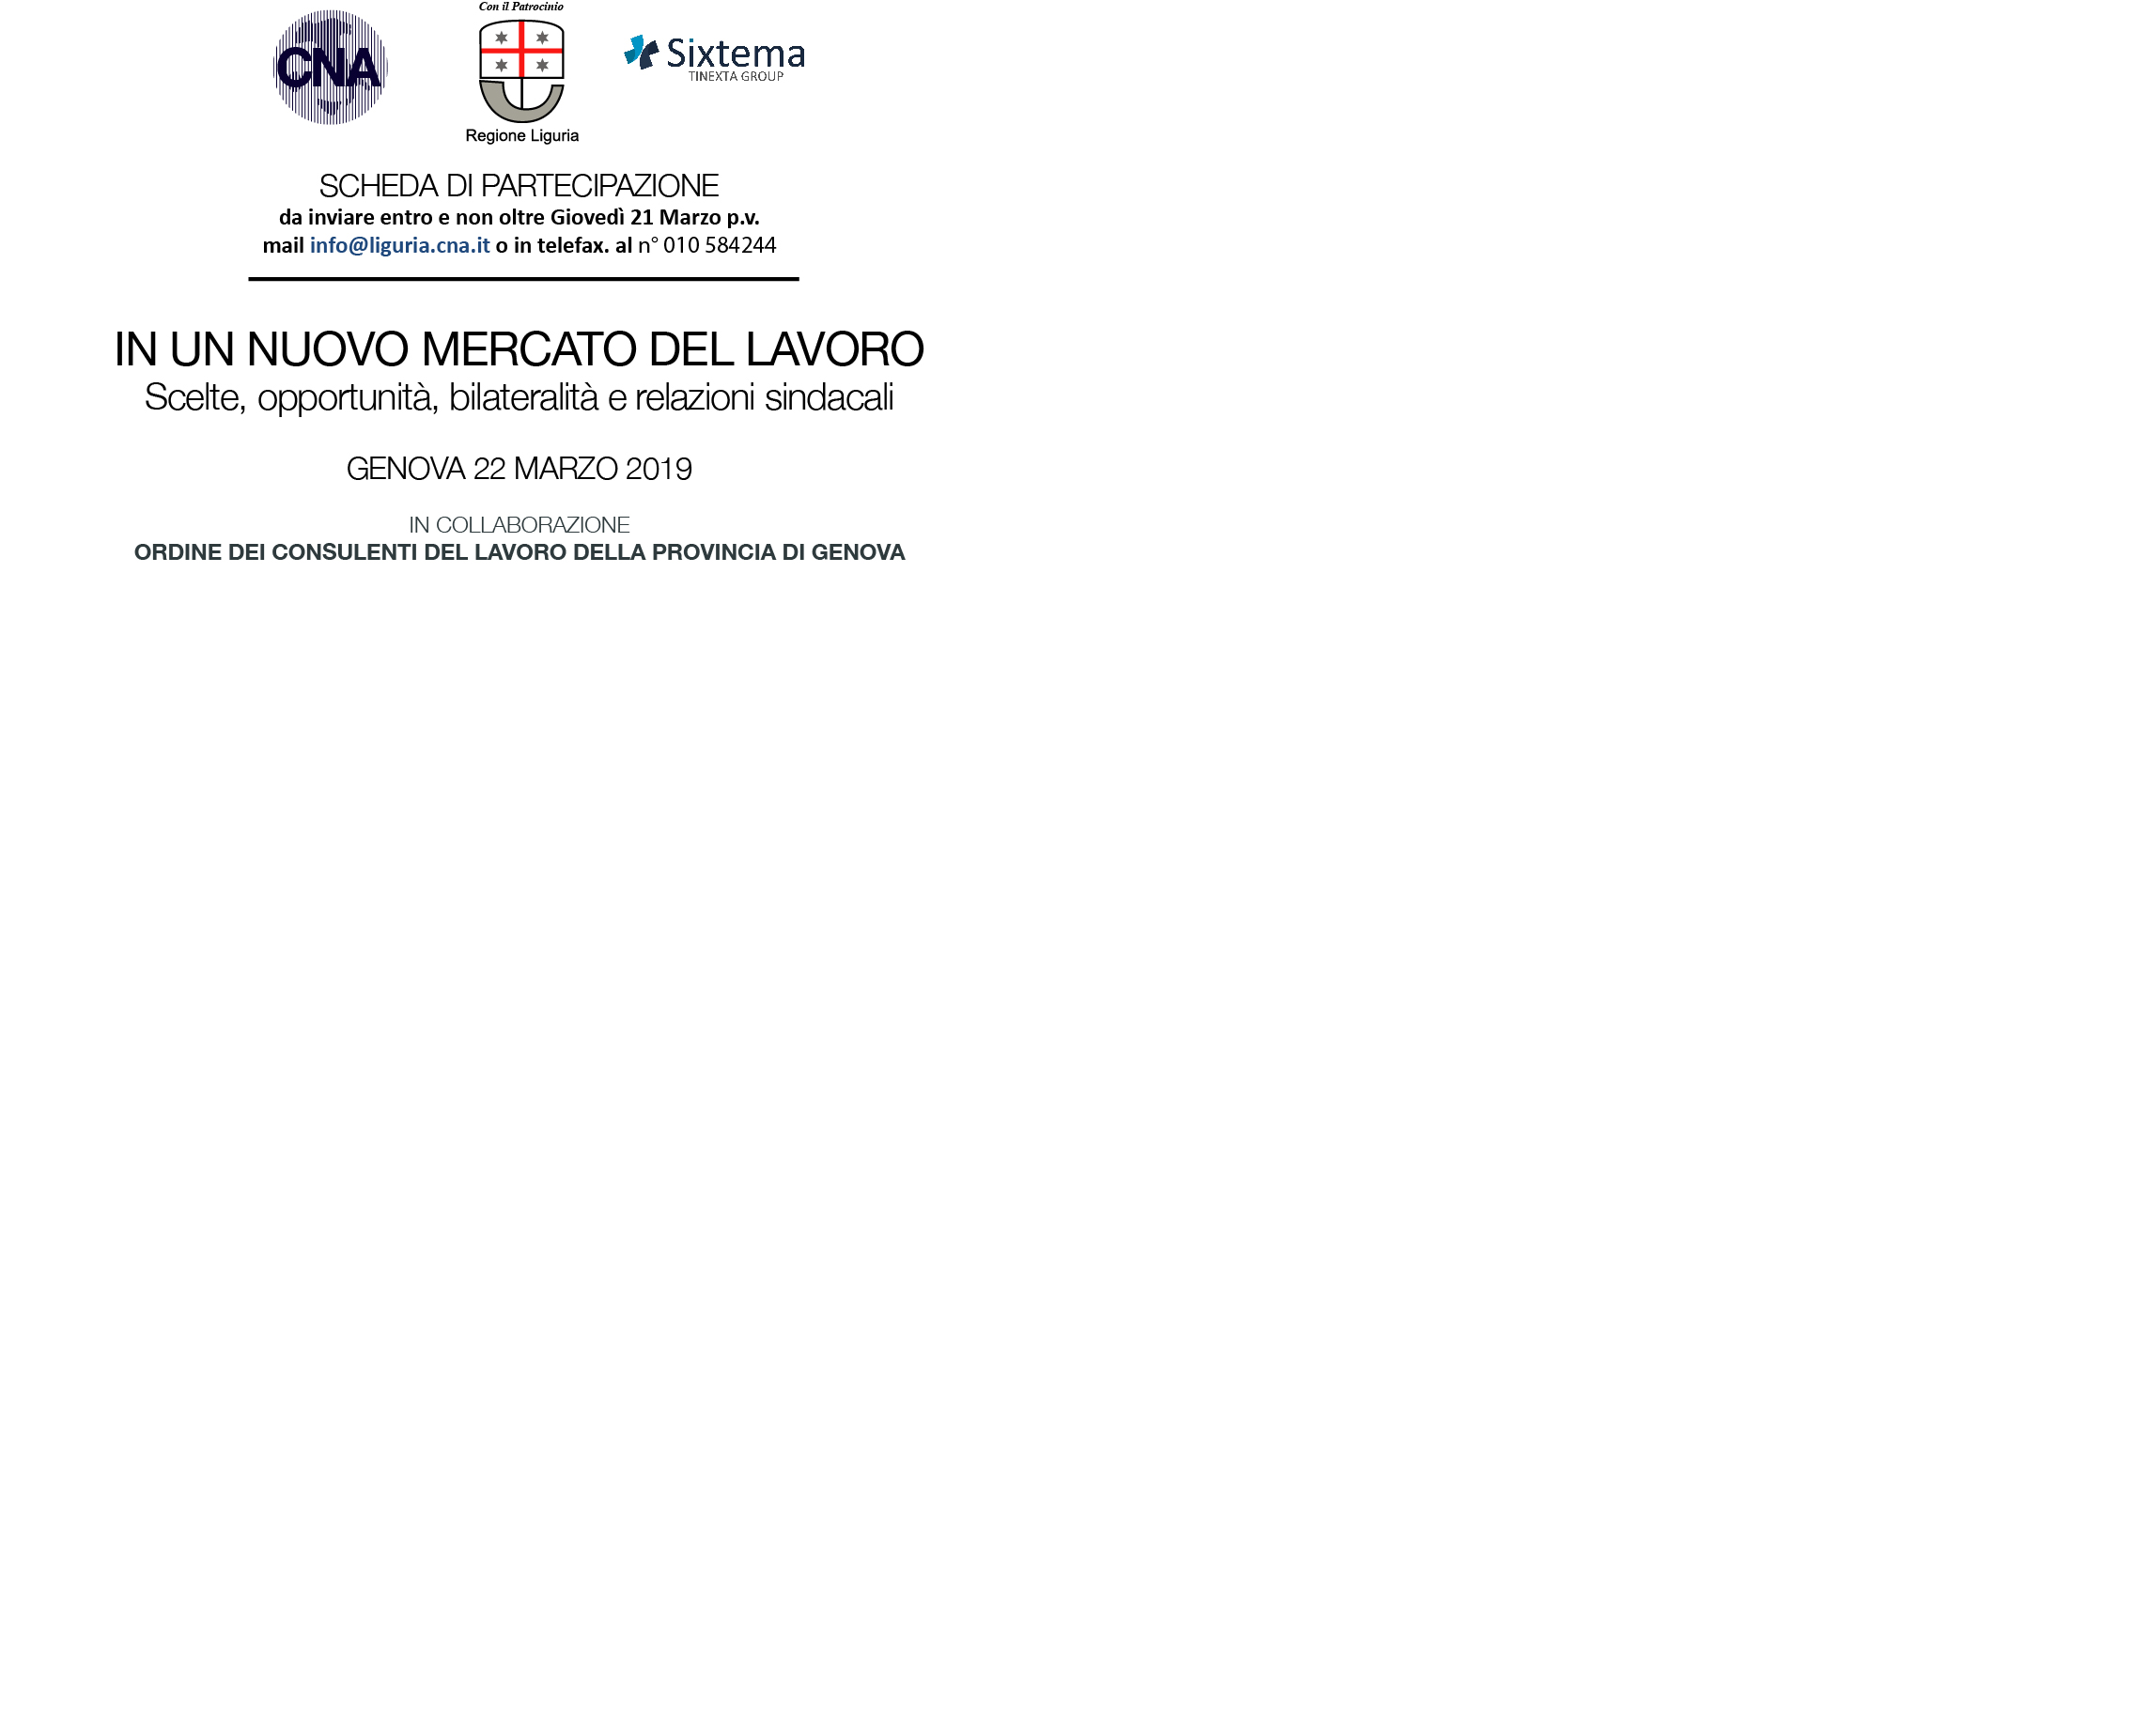 Con il Patrocinio
CNA
Sixtema
TINEXTA GROUP
Regione Liguria
SCHEDA DI PARTECIPAZIONE
da inviare entro e non oltre Giovedì 21 Marzo p.v.
mail info@liguria.cna.it o in telefax. al n° 010 584244
IN UN NUOVO MERCATO DEL LAVORO
Scelte, opportunità, bilateralità e relazioni sindacali
GENOVA 22 MARZO 2019
IN COLLABORAZIONE
ORDINE DEI CONSULENTI DEL LAVORO DELLA PROVINCIA DI GENOVA